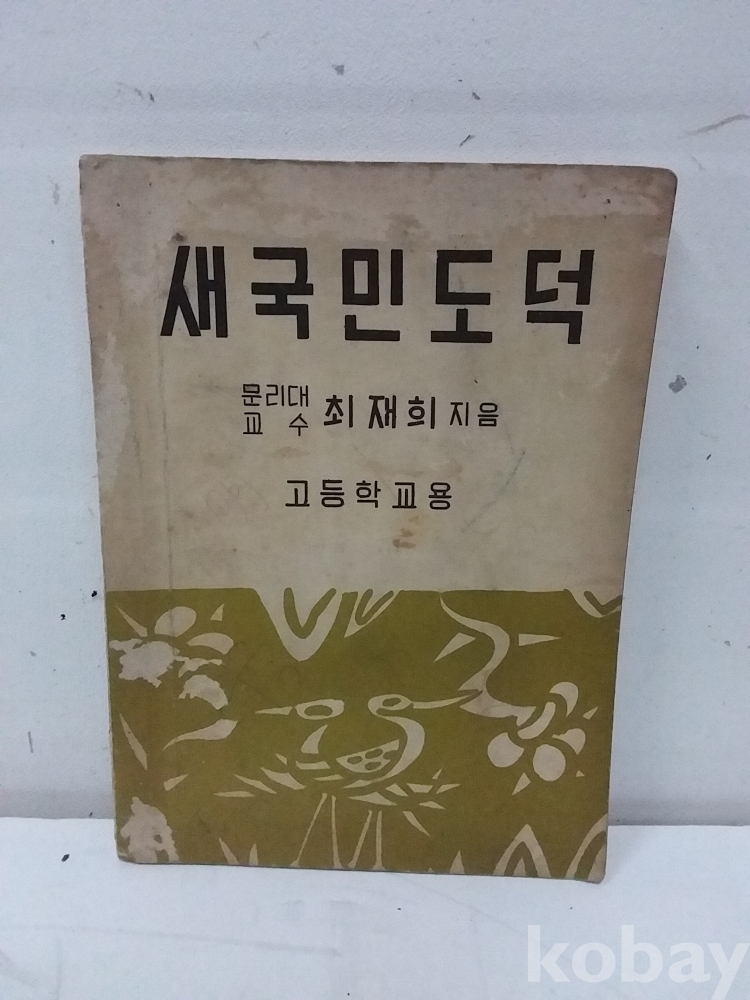 새국민도덕
문리대 교수 최재희 지음
고등학교용
kobay